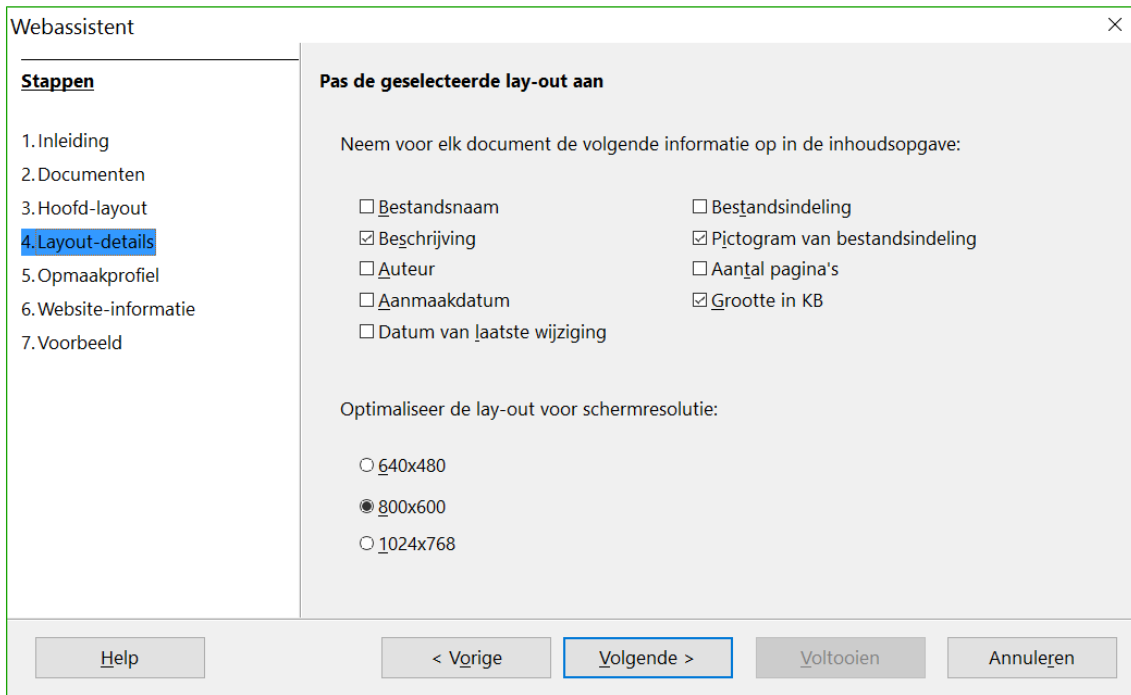 Webassistent
Stappen
1. Inleiding
2. Documenten
3. Hoofd-layout
4. Layout-details
5. Opmaakprofiel
6. Website-informatie
7. Voorbeeld
Pas de geselecteerde lay-out aan
Neem voor elk document de volgende informatie op in de inhoudsopgave:
Bestandsnaam
Beschrijving
Auteur
Aanmaakdatum
Datum van laatste wijziging
Bestandsindeling
Pictogram van bestandsindeling
Aantal pagina's
Grootte in KB
Optimaliseer de lay-out voor schermresolutie:
640x480
800x600
1024x768
Help
< Vorige
Volgende >
Voltooien
Annuleren